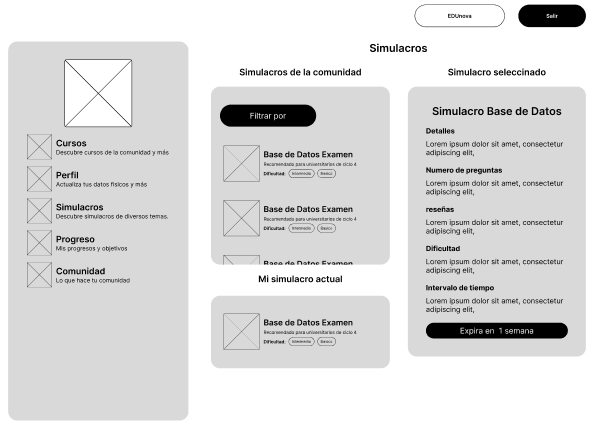 EDUnova
Salir
Simulacros
Cursos
Descubre cursos de la comunidad y más
Perfil
Actualiza tus datos físicos y más
Simulacros
Descubre simulacros de diversos temas.
Progreso
Mis progresos y objetivos
Comunidad
Lo que hace tu comunidad
Simulacros de la comunidad
Filtrar por
Base de Datos Examen
Recomendado para universitarios de ciclo 4
Dificultad: Intermedio Básico
Base de Datos Examen
Recomendado para universitarios de ciclo 4
Dificultad: Intermedio Básico
Base de Datos Examen
Mi simulacro actual
Base de Datos Examen
Recomendado para universitarios de ciclo 4
Dificultad: Intermedio Básico
Simulacro seleccinado
Simulacro Base de Datos
Detalles
Lorem ipsum dolor sit amet, consectetur
adipiscing elit,
Numero de preguntas
Lorem ipsum dolor sit amet, consectetur
adipiscing elit,
reseñas
Lorem ipsum dolor sit amet, consectetur
adipiscing elit,
Dificultad
Lorem ipsum dolor sit amet, consectetur
adipiscing elit,
Intervalo de tiempo
Lorem ipsum dolor sit amet, consectetur
adipiscing elit,
Expira en 1 semana